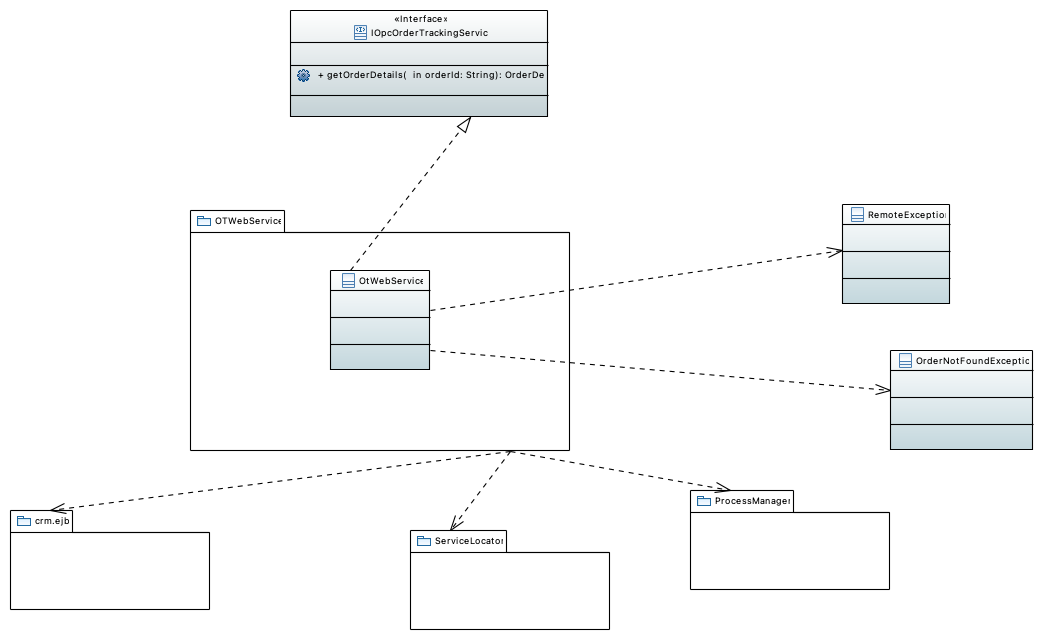 «Interface»
IOpcOrderTrackingServic
+ getOrderDetails( in orderId: String): OrderDe
OTWebService
RemoteExceptio
OtWebService
OrderNotFoundExceptic
ProcessManager
crm.ejb
ServiceLocator